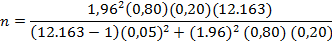 n = 1,96²(0,80)(0,20)(12.163)
(12.163 − 1)(0,05)² + (1.96)² (0,80) (0,20)